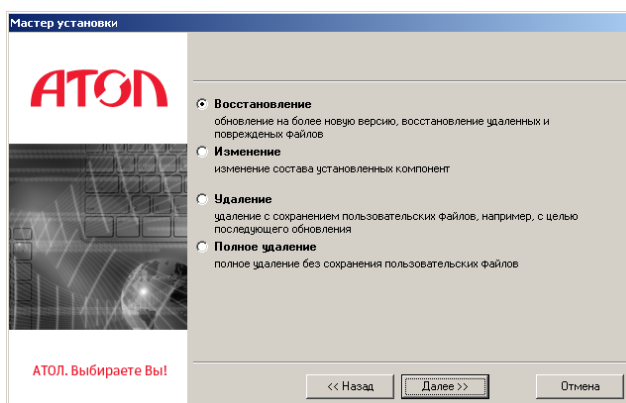 Мастер установки
АТОЛ
Восстановление
обновление на более новую версию, восстановление удаленных и
поврежденых файлов
Изменение
изменение состава установленных компонент
Удаление
удаление с сохранением пользовательских файлов, например, с целью
последующего обновления
Полное удаление
полное удаление без сохранения пользовательских файлов
АТОЛ. Выбираете Вы!
<< Назад
Далее >>
Отмена